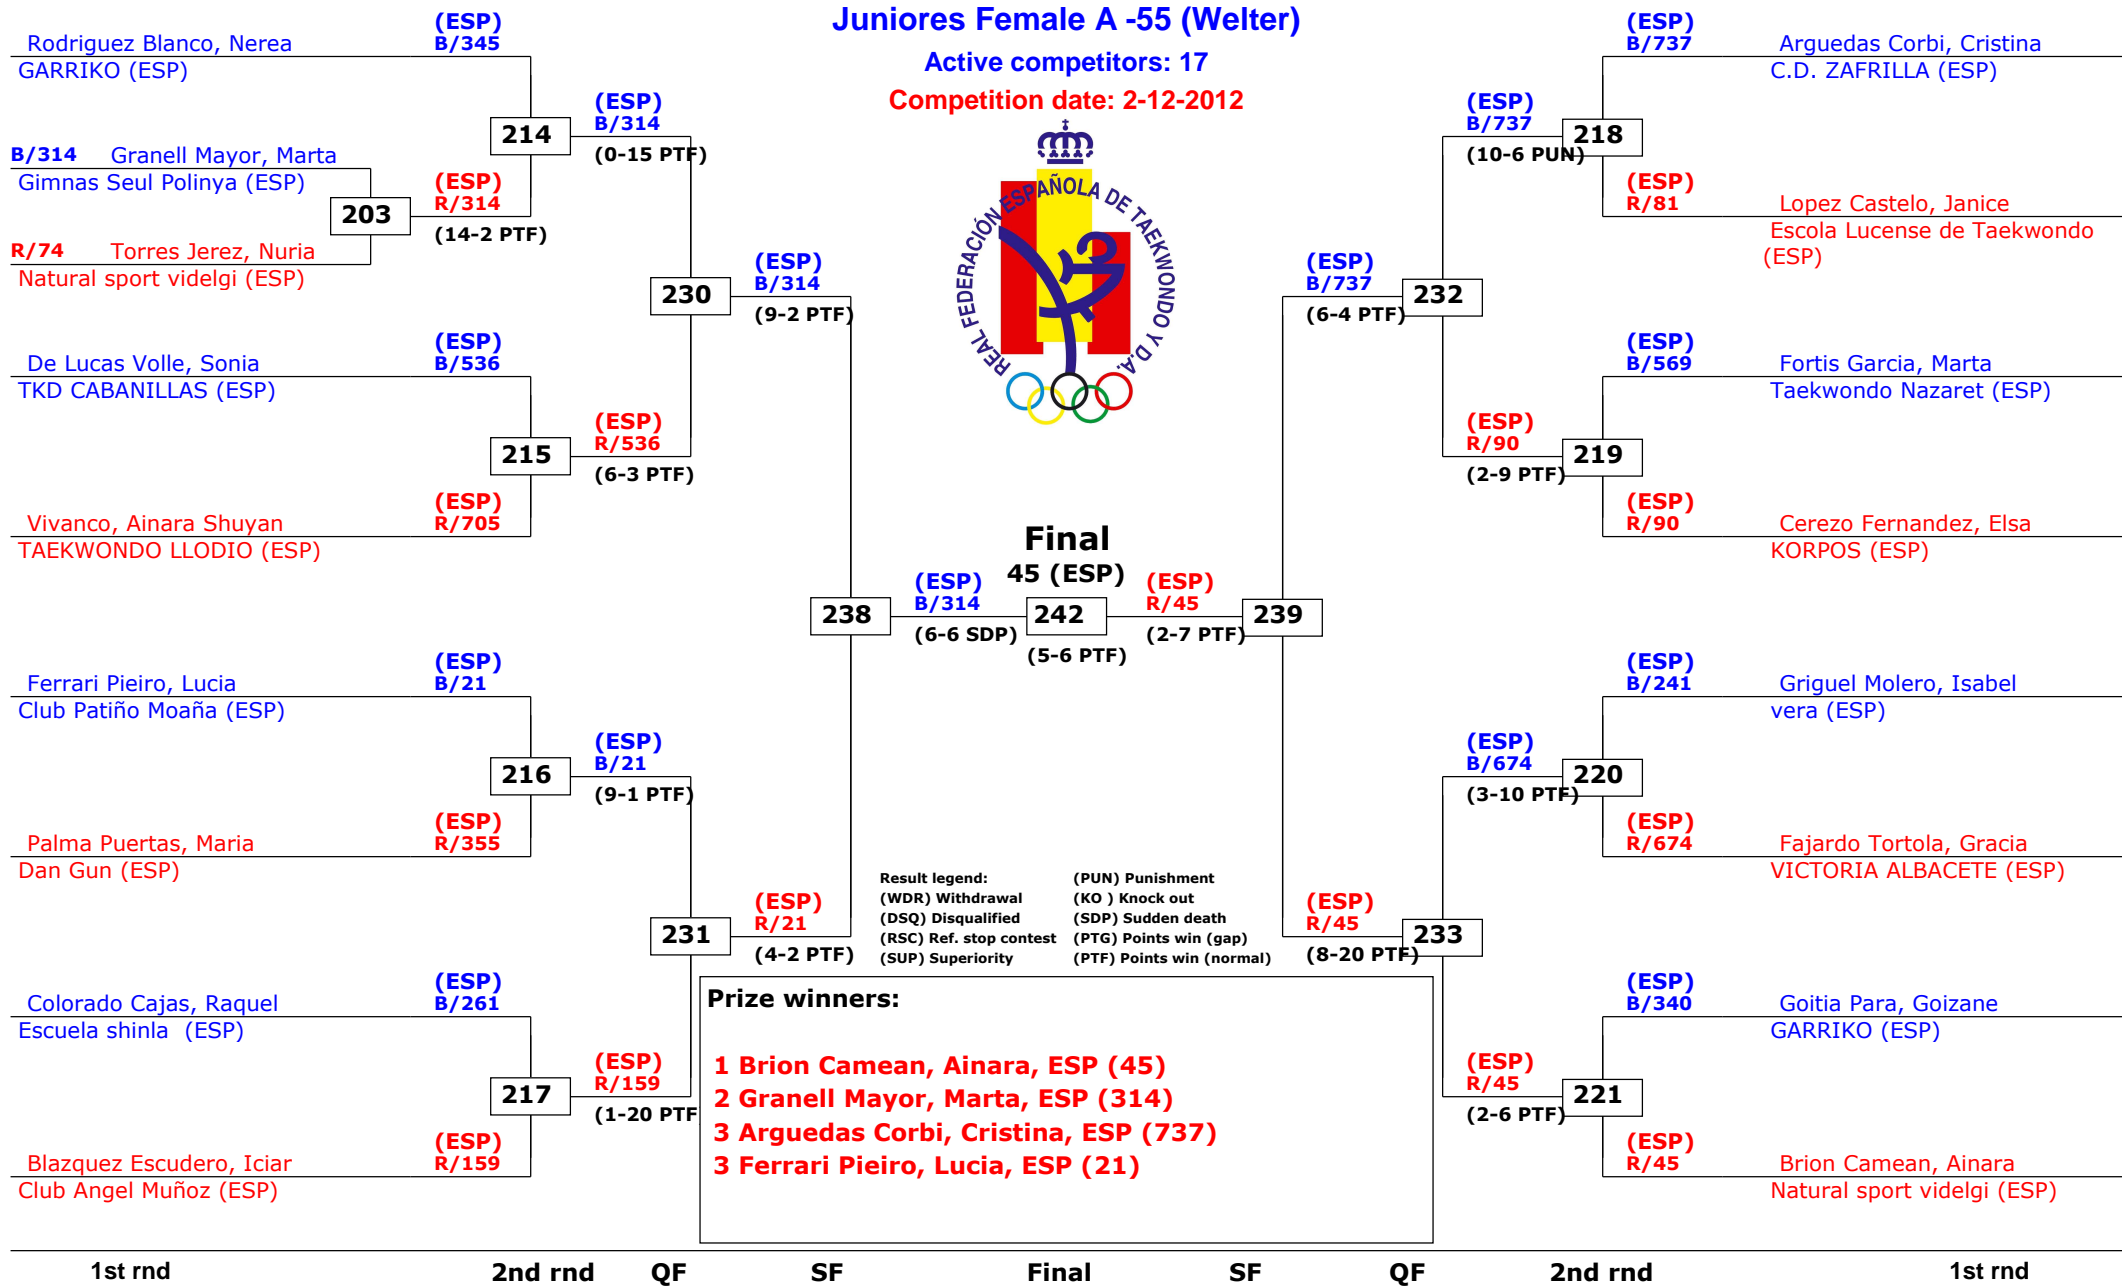 Juniores Female A -55 (Welter)
Active competitors: 17
Competition date: 2-12-2012
REAL FEDERACIÓN ESPAÑOLA DE TAEKWONDO Y D.A.
(ESP)
Rodriguez Blanco, Nerea B/345
GARRIKO (ESP)
(ESP)
B/314
214
(0-15 PTF)
B/314 Granell Mayor, Marta
Gimnas Seul Polinya (ESP)
(ESP)
R/314
203
(14-2 PTF)
R/74 Torres Jerez, Nuria
Natural sport videlgi (ESP)
(ESP)
B/314
230
(9-2 PTF)
(ESP)
De Lucas Volle, Sonia B/536
TKD CABANILLAS (ESP)
(ESP)
R/536
215
(6-3 PTF)
(ESP)
Vivanco, Ainara Shuyan R/705
TAEKWONDO LLODIO (ESP)
238
(ESP)
B/314
(6-6 SDP)
(ESP)
Ferrari Pieiro, Lucia B/21
Club Patiño Moaña (ESP)
(ESP)
B/21
216
(9-1 PTF)
(ESP)
Palma Puertas, Maria R/355
Dan Gun (ESP)
(ESP)
R/21
231
(4-2 PTF)
(ESP)
Colorado Cajas, Raquel B/261
Escuela shinla (ESP)
(ESP)
R/159
217
(1-20 PTF
(ESP)
Blazquez Escudero, Iciar R/159
Club Angel Muñoz (ESP)
Final
45 (ESP)
242
(5-6 PTF)
(ESP)
R/45
239
(2-7 PTF)
(ESP)
B/737 Arguedas Corbi, Cristina
C.D. ZAFRILLA (ESP)
(ESP)
B/737
218
(10-6 PUN)
(ESP)
R/81 Lopez Castelo, Janice
Escola Lucense de Taekwondo
(ESP)
(ESP)
B/737
232
(6-4 PTF)
(ESP)
B/569 Fortis Garcia, Marta
Taekwondo Nazaret (ESP)
(ESP)
R/90
219
(2-9 PTF)
(ESP)
R/90 Cerezo Fernandez, Elsa
KORPOS (ESP)
(ESP)
B/241 Griguel Molero, Isabel
vera (ESP)
(ESP)
B/674
220
(3-10 PTF)
(ESP)
R/674 Fajardo Tortola, Gracia
VICTORIA ALBACETE (ESP)
(ESP)
R/45
233
(8-20 PTF)
(ESP)
B/340 Goitia Para, Goizane
GARRIKO (ESP)
(ESP)
R/45
221
(2-6 PTF)
(ESP)
R/45 Brion Camean, Ainara
Natural sport videlgi (ESP)
Result legend: (PUN) Punishment
(WDR) Withdrawal (KO ) Knock out
(DSQ) Disqualified (SDP) Sudden death
(RSC) Ref. stop contest (PTG) Points win (gap)
(SUP) Superiority (PTF) Points win (normal)
Prize winners:
1 Brion Camean, Ainara, ESP (45)
2 Granell Mayor, Marta, ESP (314)
3 Arguedas Corbi, Cristina, ESP (737)
3 Ferrari Pieiro, Lucia, ESP (21)
1st rnd 2nd rnd QF SF Final SF QF 2nd rnd 1st rnd